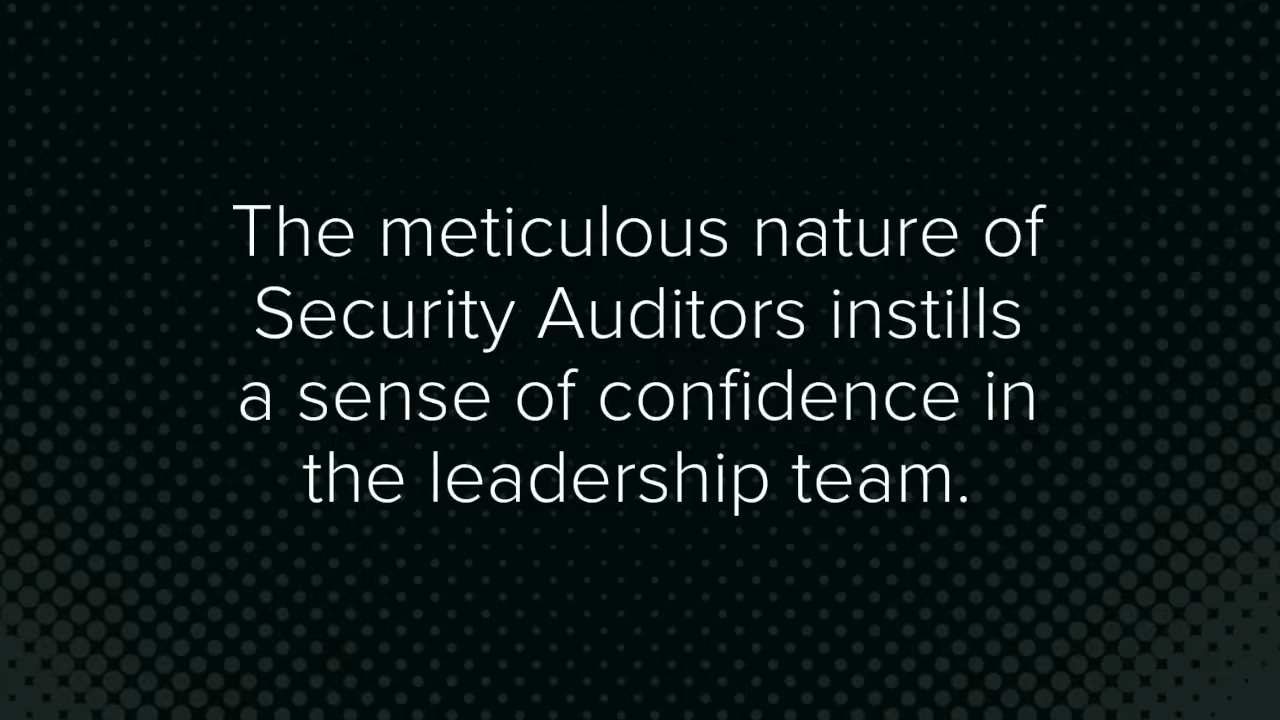 The meticulous nature of
Security Auditors instills
a sense of confidence in
the leadership team.